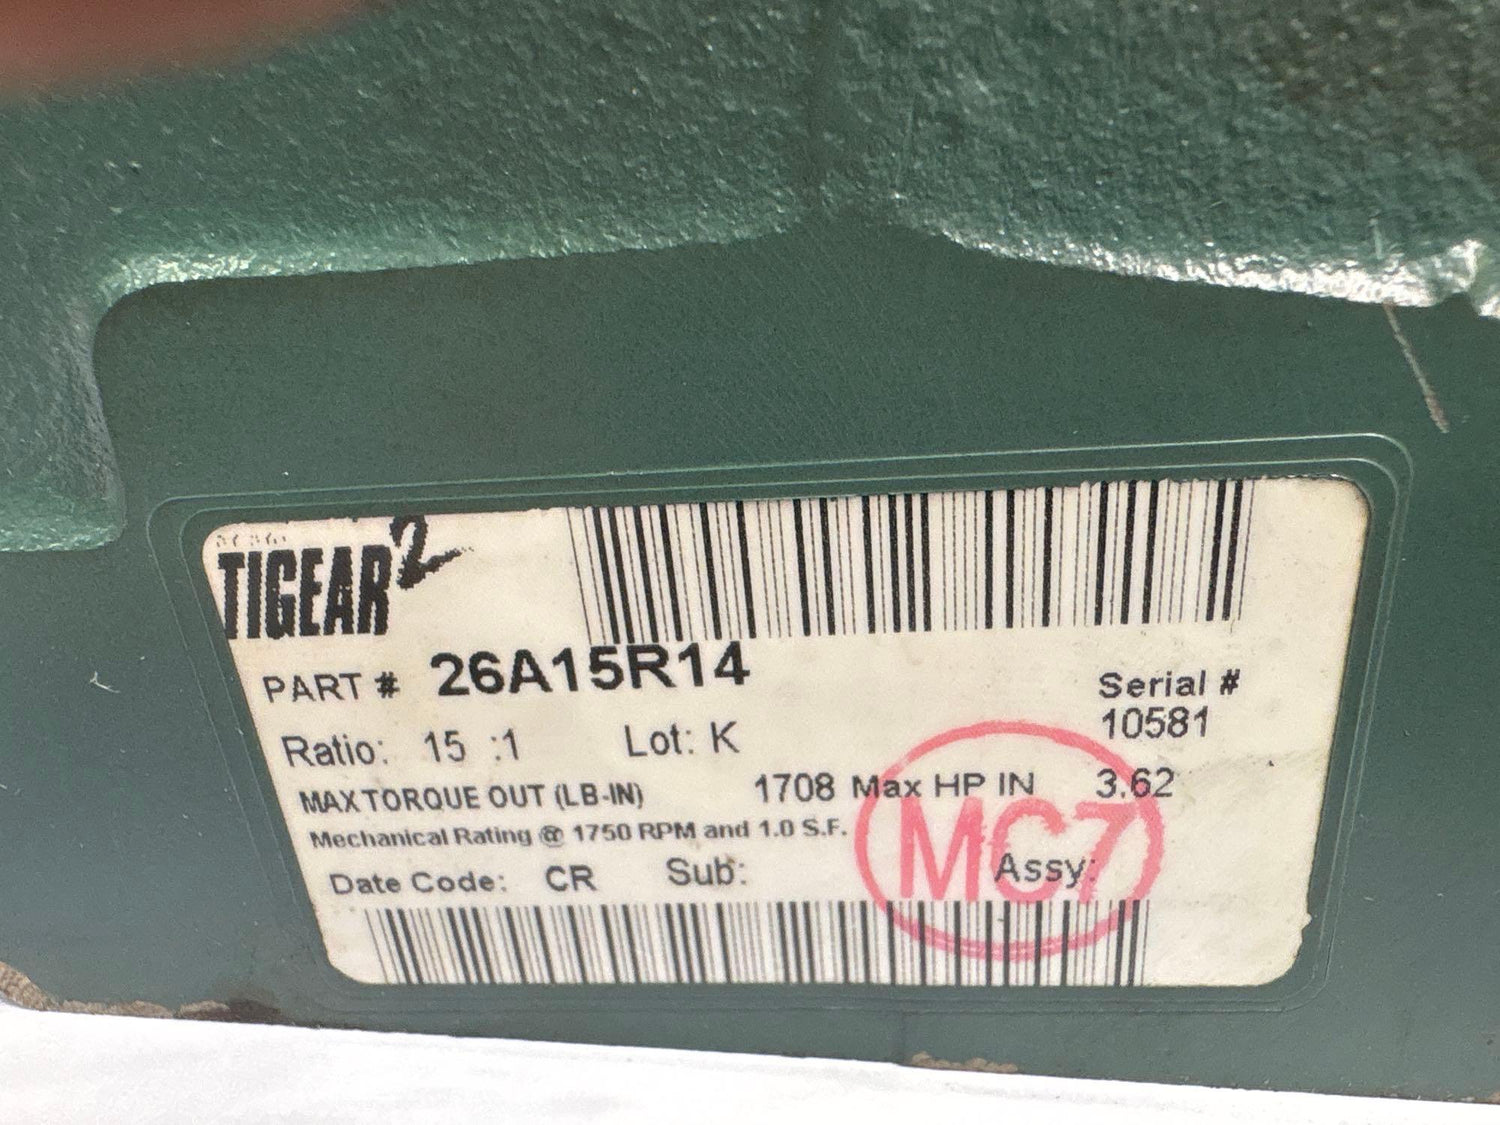 TIGEAR2
PART # 26A15R14
Serial #
10581
Ratio: 15 :1 Lot: K
MAX TORQUE OUT (LB-IN) 1708 Max HP IN 3.62
Mechanical Rating @ 1750 RPM and 1.0 S.F.
Date Code: CR Sub: Assy:
MC7